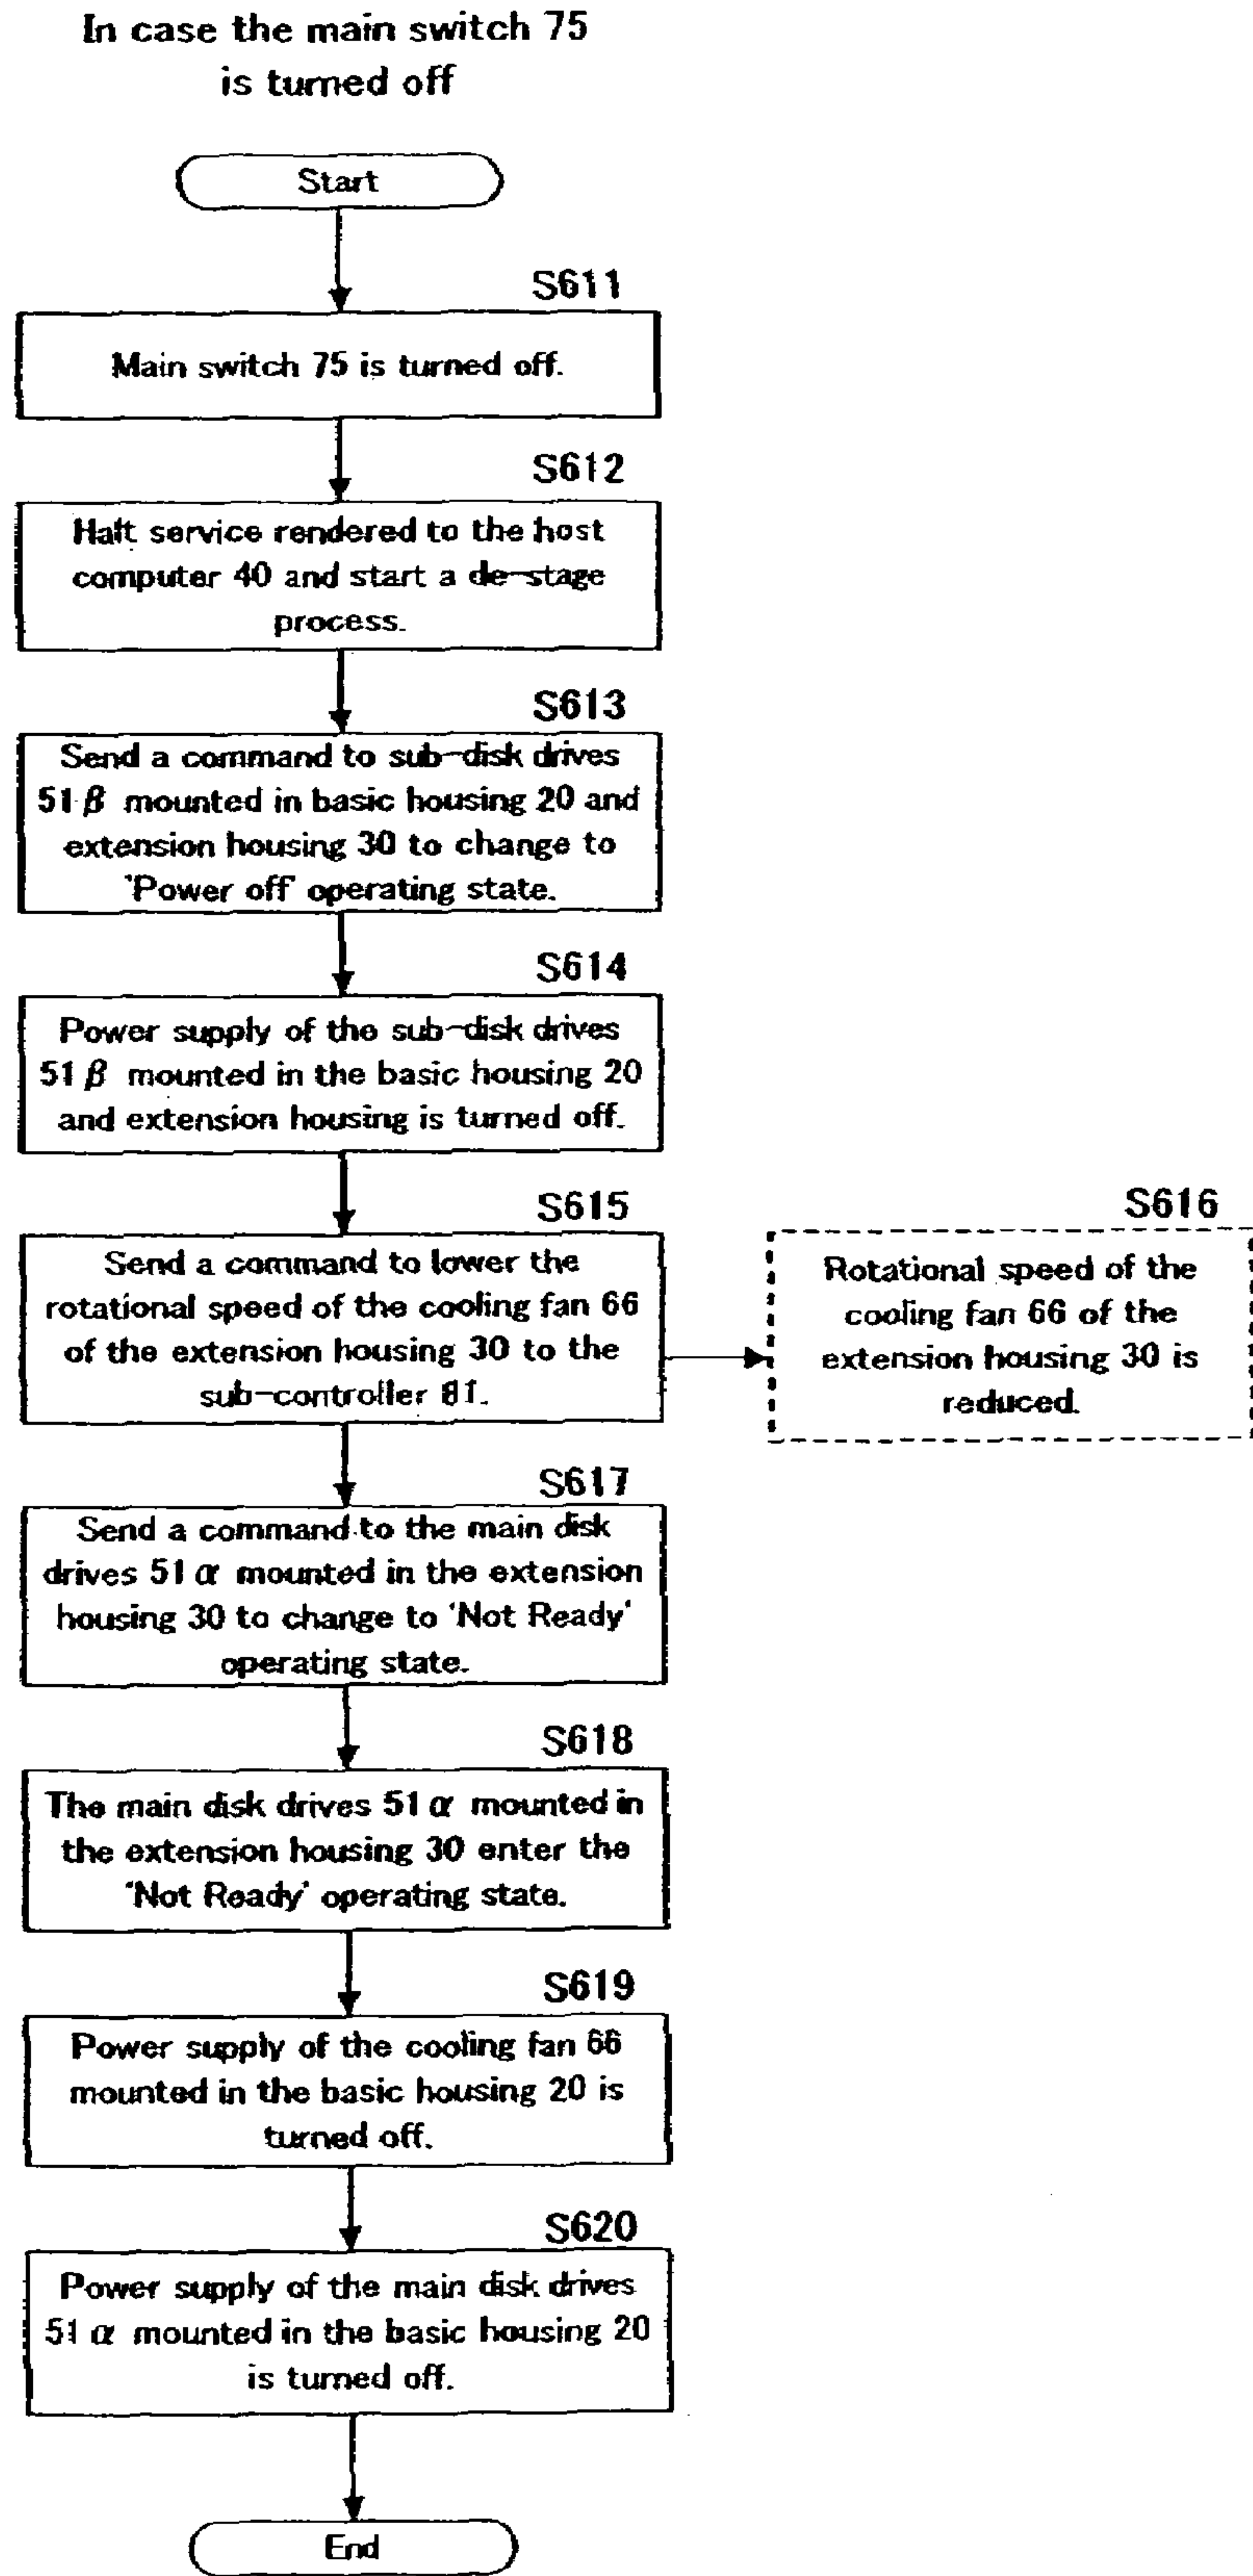 In case the main switch 75
is turned off
Start
S611
Main switch 75 is turned off.
S612
Halt service rendered to the host
computer 40 and start a de-stage
process.
S613
Send a command to sub-disk drives
51β mounted in basic housing 20 and
extension housing 30 to change to
'Power off' operating state.
S614
Power supply of the sub-disk drives
51β mounted in the basic housing 20
and extension housing is turned off.
S615
Send a command to lower the
rotational speed of the cooling fan 66
of the extension housing 30 to the
sub-controller 81.
S616
Rotational speed of the
cooling fan 66 of the
extension housing 30 is
reduced.
S617
Send a command to the main disk
drives 51α mounted in the extension
housing 30 to change to 'Not Ready'
operating state.
S618
The main disk drives 51α mounted in
the extension housing 30 enter the
'Not Ready' operating state.
S619
Power supply of the cooling fan 66
mounted in the basic housing 20 is
turned off.
S620
Power supply of the main disk drives
51α mounted in the basic housing 20
is turned off.
End